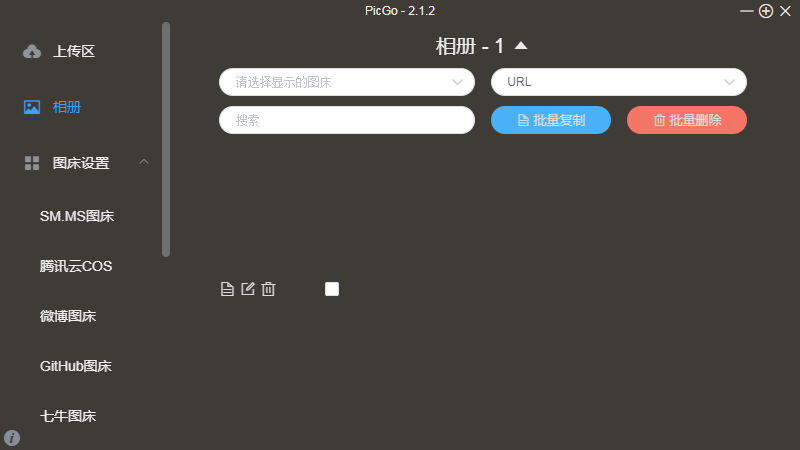 PicGo - 2.1.2
上传区
相册
图床设置
SM.MS图床
腾讯云COS
微博图床
GitHub图床
七牛图床
相册 - 1
请选择显示的图床
URL
搜索
批量复制
批量删除